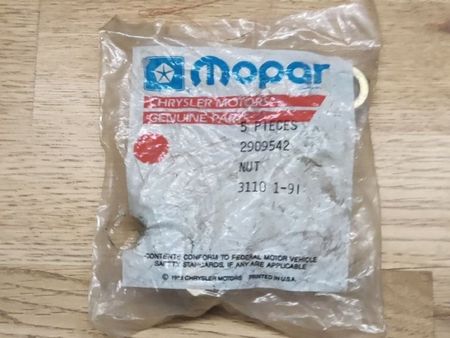 mopar
CHRYSLER MOTORS
GENUINE PARTS
5 PIECES
2909542
NUT
3110 1-91
CONTENTS CONFORM TO FEDERAL MOTOR VEHICLE
SAFETY STANDARDS, IF ANY ARE APPLICABLE
© CHRYSLER MOTORS PRINTED IN U.S.A.